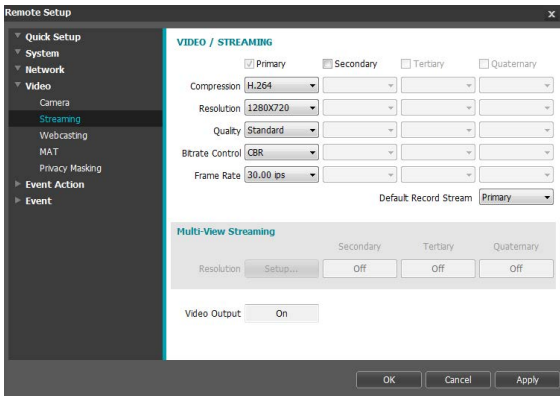 Remote Setup x
Quick Setup
System
Network
Video
Camera
Streaming
Webcasting
MAT
Privacy Masking
Event Action
Event
VIDEO / STREAMING
Primary Secondary Tertiary Quaternary
Compression H.264
Resolution 1280X720
Quality Standard
Bitrate Control CBR
Frame Rate 30.00 ips
Default Record Stream Primary
Multi-View Streaming
Secondary Tertiary Quaternary
Resolution Setup... Off Off Off
Video Output On
OK Cancel Apply